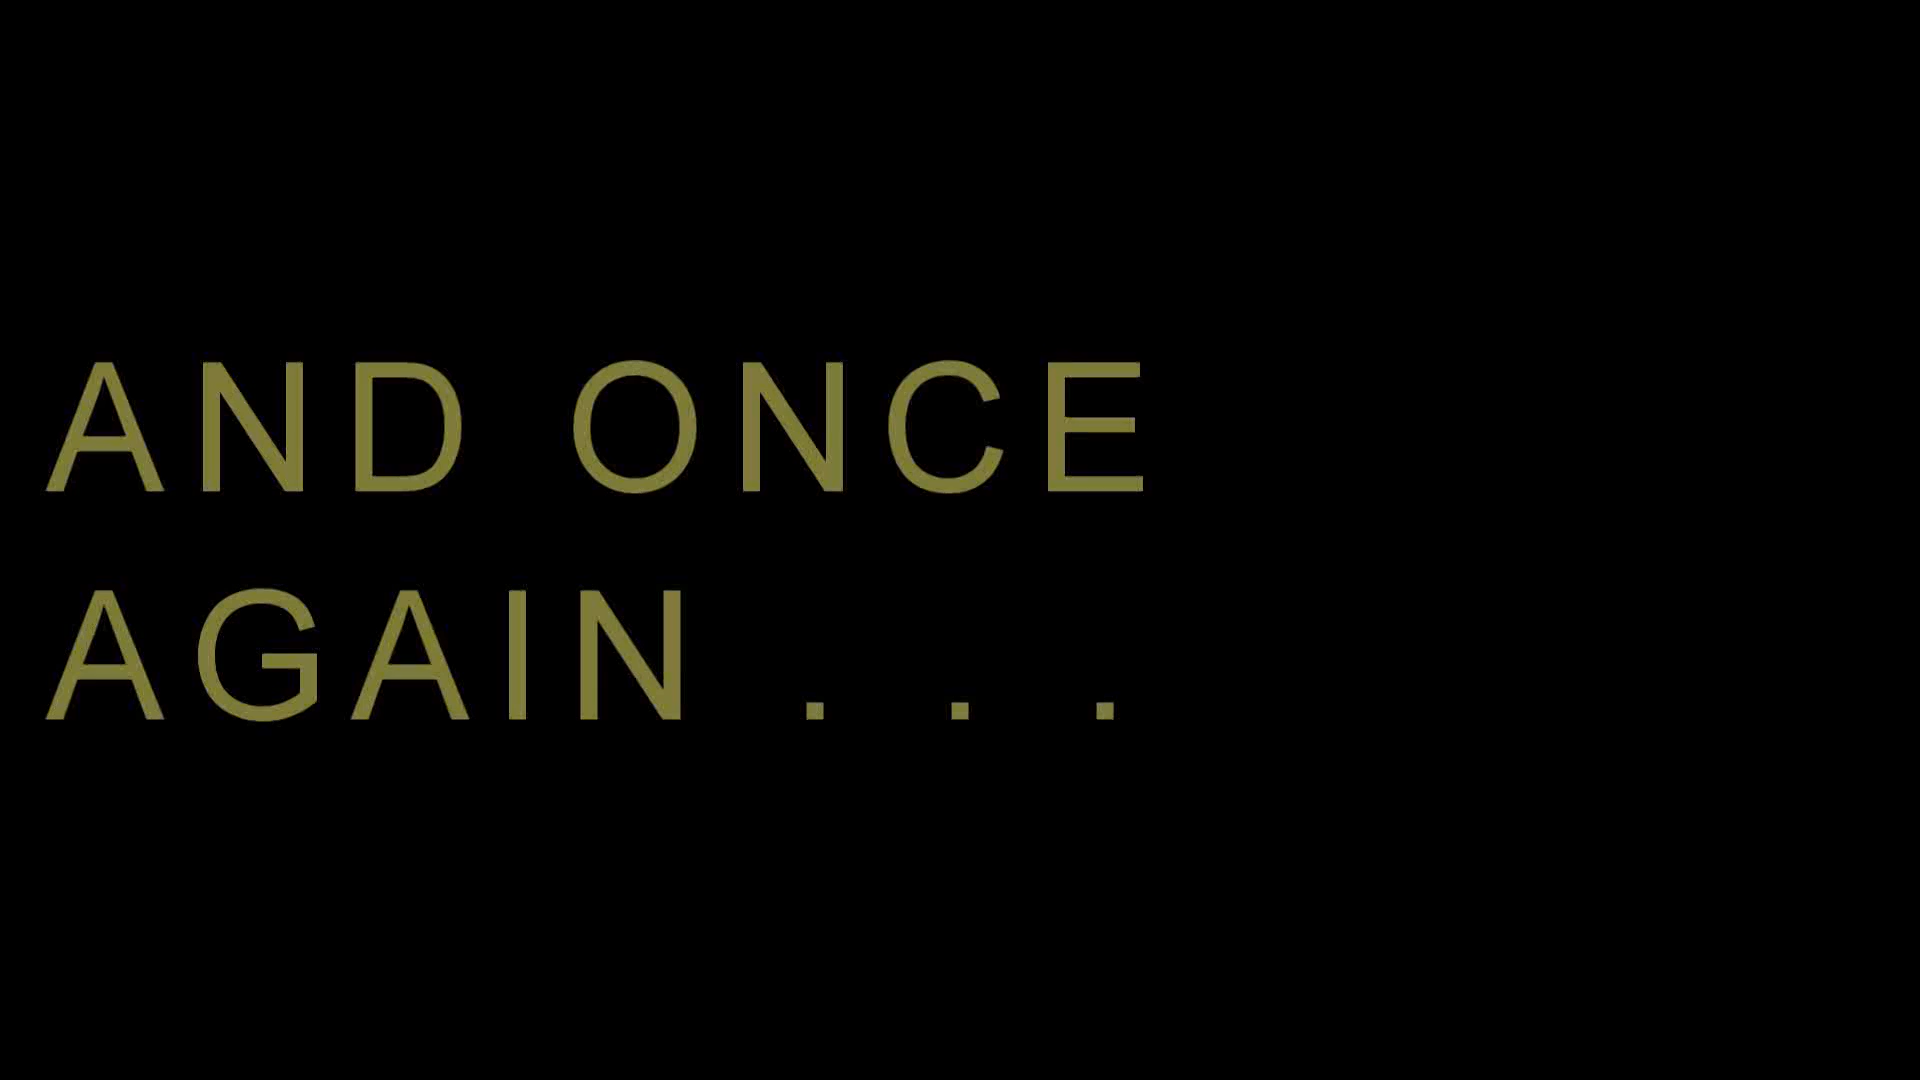 AND ONCE
AGAIN . . .